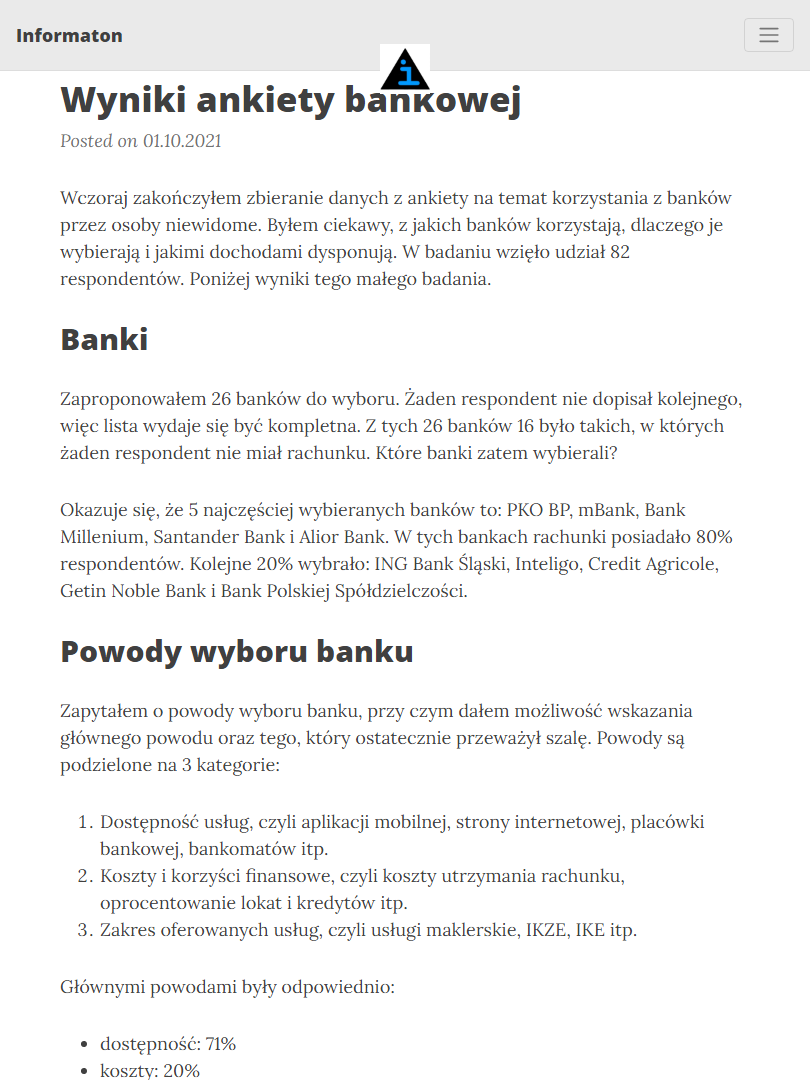 Informaton
i
Wyniki ankiety bankowej
Posted on 01.10.2021
Wczoraj zakończyłem zbieranie danych z ankiety na temat korzystania z banków
przez osoby niewidome. Byłem ciekawy, z jakich banków korzystają, dlaczego je
wybierają i jakimi dochodami dysponują. W badaniu wzięło udział 82
respondentów. Poniżej wyniki tego małego badania.
Banki
Zaproponowałem 26 banków do wyboru. Żaden respondent nie dopisał kolejnego,
więc lista wydaje się być kompletna. Z tych 26 banków 16 było takich, w których
żaden respondent nie miał rachunku. Które banki zatem wybierali?
Okazuje się, że 5 najczęściej wybieranych banków to: PKO BP, mBank, Bank
Millenium, Santander Bank i Alior Bank. W tych bankach rachunki posiadało 80%
respondentów. Kolejne 20% wybrało: ING Bank Śląski, Inteligo, Credit Agricole,
Getin Noble Bank i Bank Polskiej Spółdzielczości.
Powody wyboru banku
Zapytałem o powody wyboru banku, przy czym dałem możliwość wskazania
głównego powodu oraz tego, który ostatecznie przeważył szalę. Powody są
podzielone na 3 kategorie:
1. Dostępność usług, czyli aplikacji mobilnej, strony internetowej, placówki
bankowej, bankomatów itp.
2. Koszty i korzyści finansowe, czyli koszty utrzymania rachunku,
oprocentowanie lokat i kredytów itp.
3. Zakres oferowanych usług, czyli usługi maklerskie, IKZE, IKE itp.
Głównymi powodami były odpowiednio:
• dostępność: 71%
• koszty: 20%